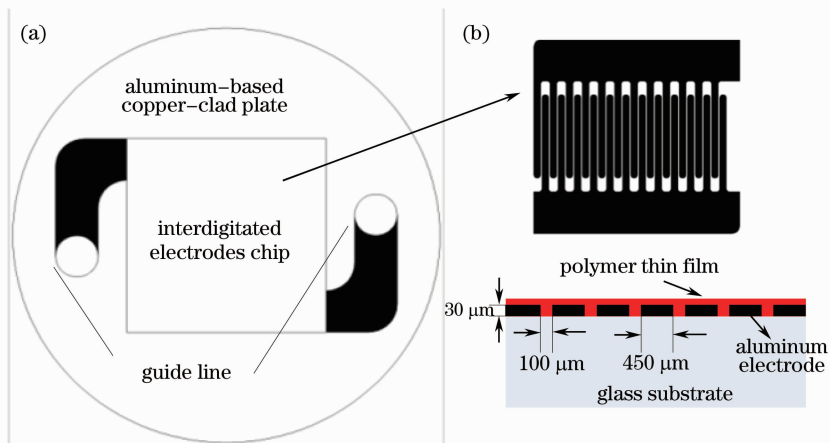 (a)
aluminum-based
copper-clad plate
interdigitated
electrodes chip
guide line
(b)
polymer thin film
30 μm
100 μm
450 μm
aluminum
electrode
glass substrate